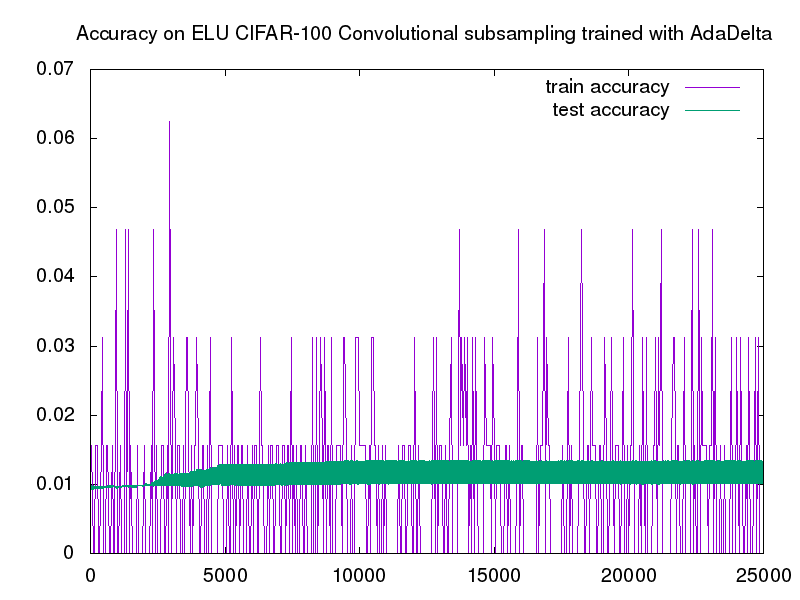 Accuracy on ELU CIFAR-100 Convolutional subsampling trained with AdaDelta
0.07
train accuracy
test accuracy
0.06
0.05
0.04
0.03
0.02
0.01
0
0 5000 10000 15000 20000 25000